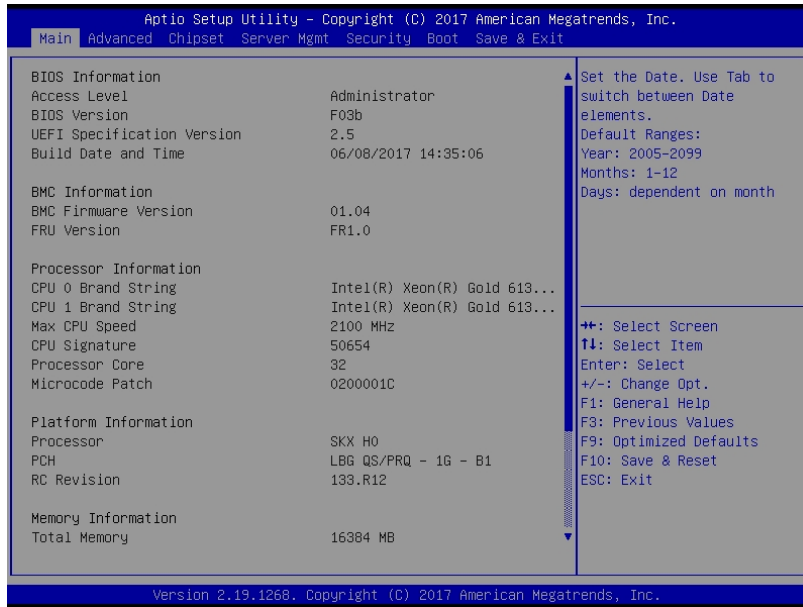 Aptio Setup Utility – Copyright (C) 2017 American Megatrends, Inc.
Main Advanced Chipset Server Mgmt Security Boot Save & Exit
BIOS Information
Access Level Administrator
BIOS Version F03b
UEFI Specification Version 2.5
Build Date and Time 06/08/2017 14:35:06
BMC Information
BMC Firmware Version 01.04
FRU Version FR1.0
Processor Information
CPU 0 Brand String Intel(R) Xeon(R) Gold 613...
CPU 1 Brand String Intel(R) Xeon(R) Gold 613...
Max CPU Speed 2100 MHz
CPU Signature 50654
Processor Core 32
Microcode Patch 0200001C
Platform Information
Processor SKX H0
PCH LBG QS/PRQ – 1G – B1
RC Revision 133.R12
Memory Information
Total Memory 16384 MB
Set the Date. Use Tab to
switch between Date
elements.
Default Ranges:
Year: 2005–2099
Months: 1–12
Days: dependent on month
→←: Select Screen
↑↓: Select Item
Enter: Select
+/–: Change Opt.
F1: General Help
F3: Previous Values
F9: Optimized Defaults
F10: Save & Reset
ESC: Exit
Version 2.19.1268. Copyright (C) 2017 American Megatrends, Inc.